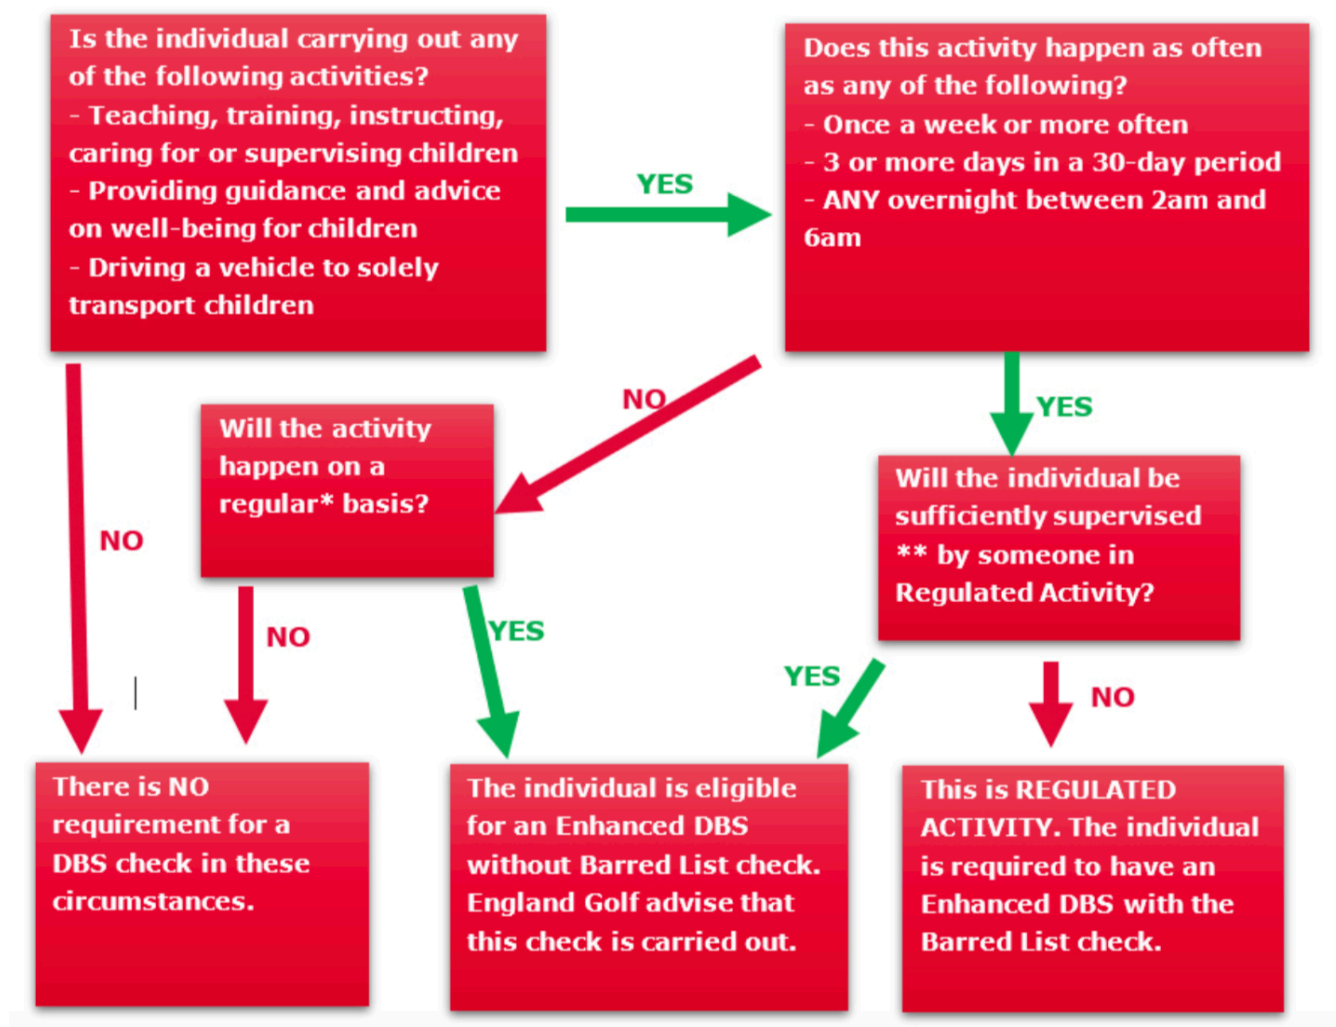 Is the individual carrying out any
of the following activities?
- Teaching, training, instructing,
caring for or supervising children
- Providing guidance and advice
on well-being for children
- Driving a vehicle to solely
transport children
YES
Does this activity happen as often
as any of the following?
- Once a week or more often
- 3 or more days in a 30-day period
- ANY overnight between 2am and
6am
NO
YES
Will the activity
happen on a
regular* basis?
Will the individual be
sufficiently supervised
** by someone in
Regulated Activity?
NO
NO
YES
YES
NO
There is NO
requirement for a
DBS check in these
circumstances.
The individual is eligible
for an Enhanced DBS
without Barred List check.
England Golf advise that
this check is carried out.
This is REGULATED
ACTIVITY. The individual
is required to have an
Enhanced DBS with the
Barred List check.